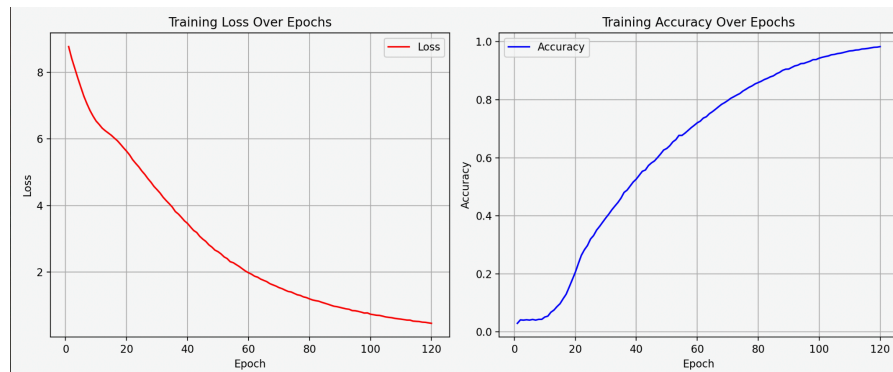 Training Loss Over Epochs
Loss
8
6
4
2
0 20 40 60 80 100 120
Loss
Epoch
Training Accuracy Over Epochs
Accuracy
1.0
0.8
0.6
0.4
0.2
0.0
0 20 40 60 80 100 120
Accuracy
Epoch